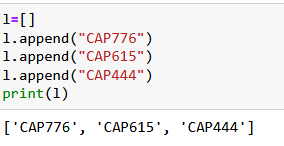 l=[]
l.append("CAP776")
l.append("CAP615")
l.append("CAP444")
print(l)
['CAP776', 'CAP615', 'CAP444']